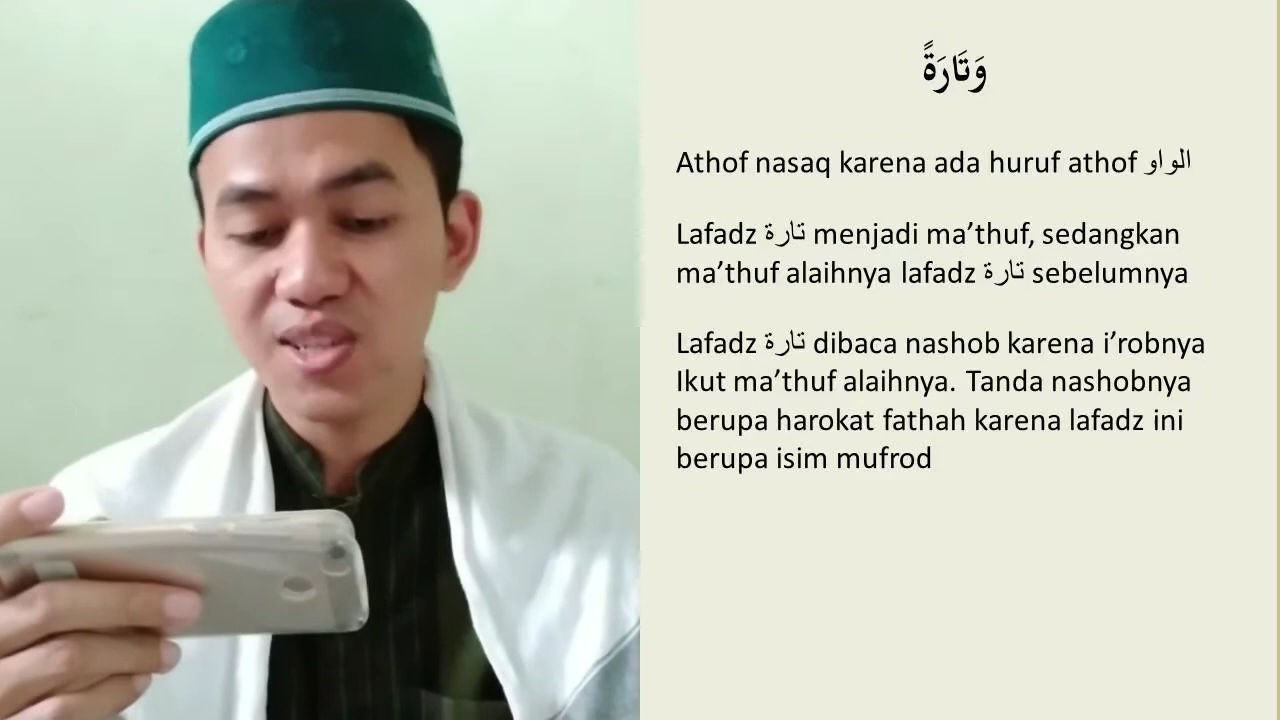 وَتَارَةً
Athof nasaq karena ada huruf athof الواو
Lafadz تارة menjadi ma’thuf, sedangkan
ma’thuf alaihnya lafadz تارة sebelumnya
Lafadz تارة dibaca nashob karena i’robnya
Ikut ma’thuf alaihnya. Tanda nashobnya
berupa harokat fathah karena lafadz ini
berupa isim mufrod